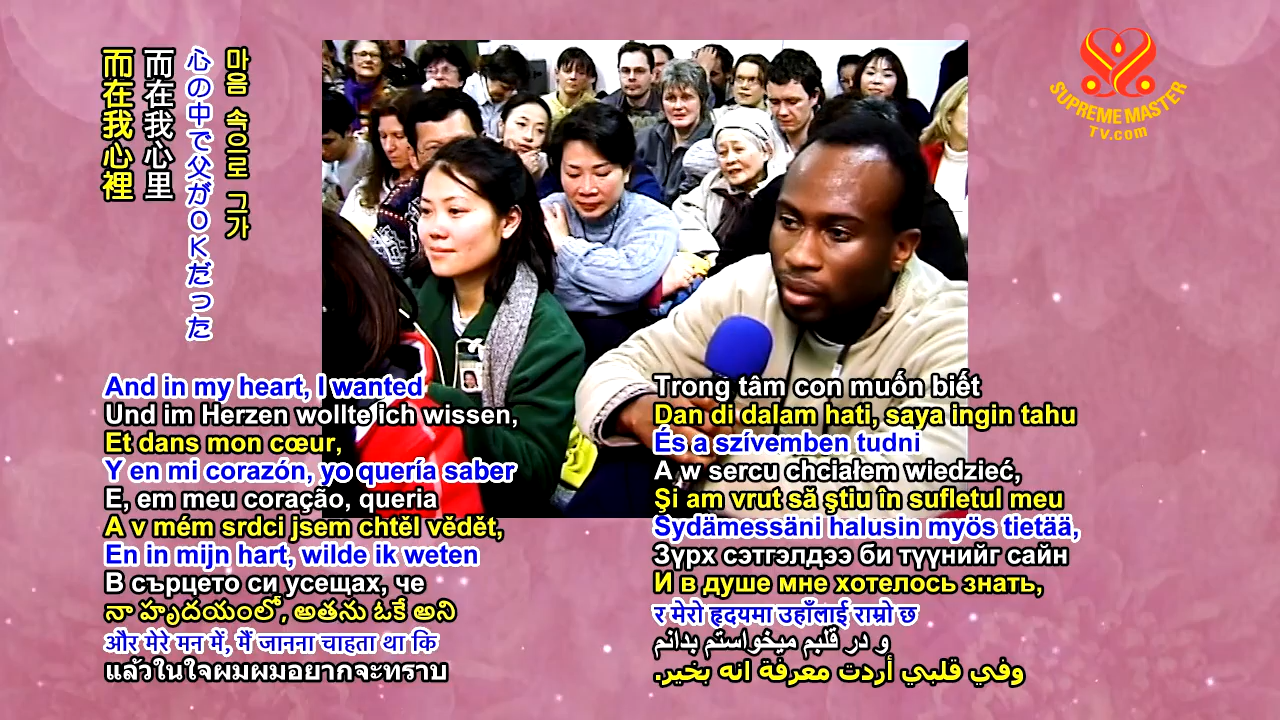 而在我心裡
而在我心里
心の中で父がOKだった
마음 속으로 그가
SUPREME MASTER
TV.com
And in my heart, I wanted
Und im Herzen wollte ich wissen,
Et dans mon cœur,
Y en mi corazón, yo quería saber
E, em meu coração, queria
A v mém srdci jsem chtěl vědět,
En in mijn hart, wilde ik weten
В сърцето си усещах, че
నా హృదయంలో, అతను ఓకే అని
और मेरे मन में, मैं जानना चाहता था कि
แล้วในใจผมผมอยากจะทราบ
Trong tâm con muốn biết
Dan di dalam hati, saya ingin tahu
És a szívemben tudni
A w sercu chciałem wiedzieć,
Şi am vrut să ştiu în sufletul meu
Sydämessäni halusin myös tietää,
Зүрх сэтгэлдээ би түүнийг сайн
И в душе мне хотелось знать,
र मेरो हृदयमा उहाँलाई राम्रो छ
و در قلبم میخواستم بدانم
وفي قلبي أردت معرفة انه بخير.